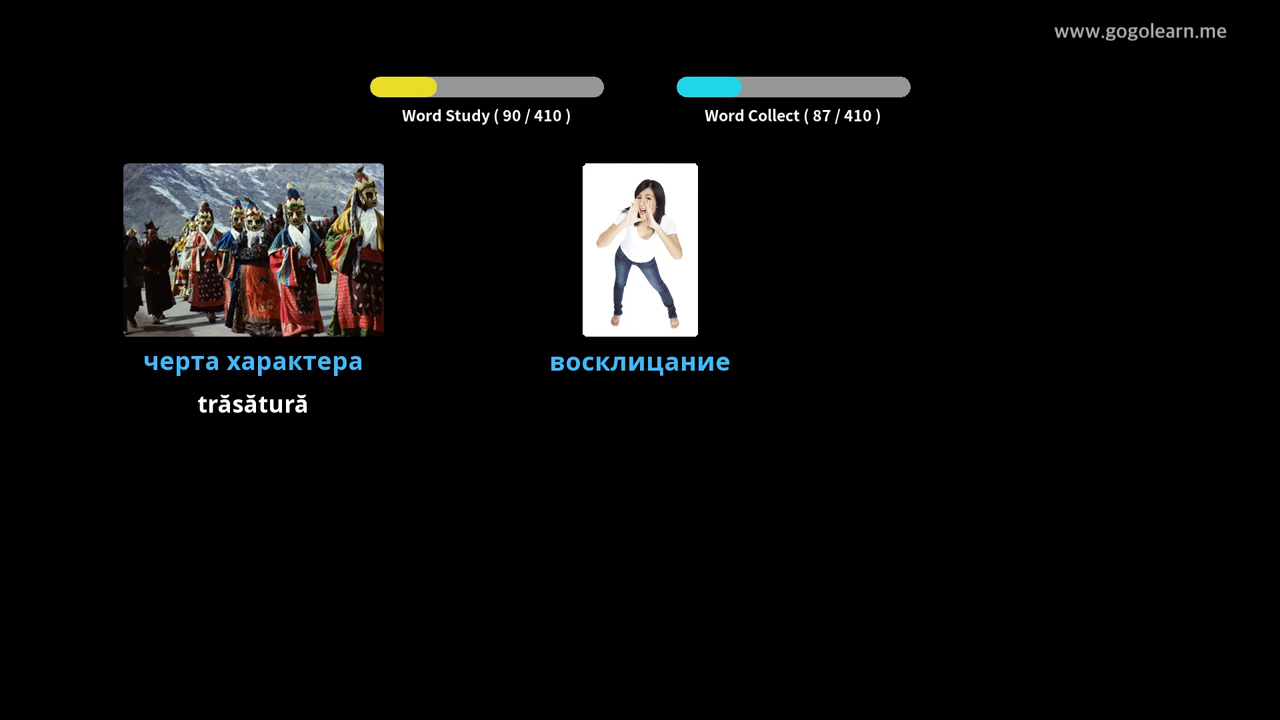 www.gogolearn.me
Word Study ( 90 / 410 )
Word Collect ( 87 / 410 )
черта характера
trăsătură
восклицание